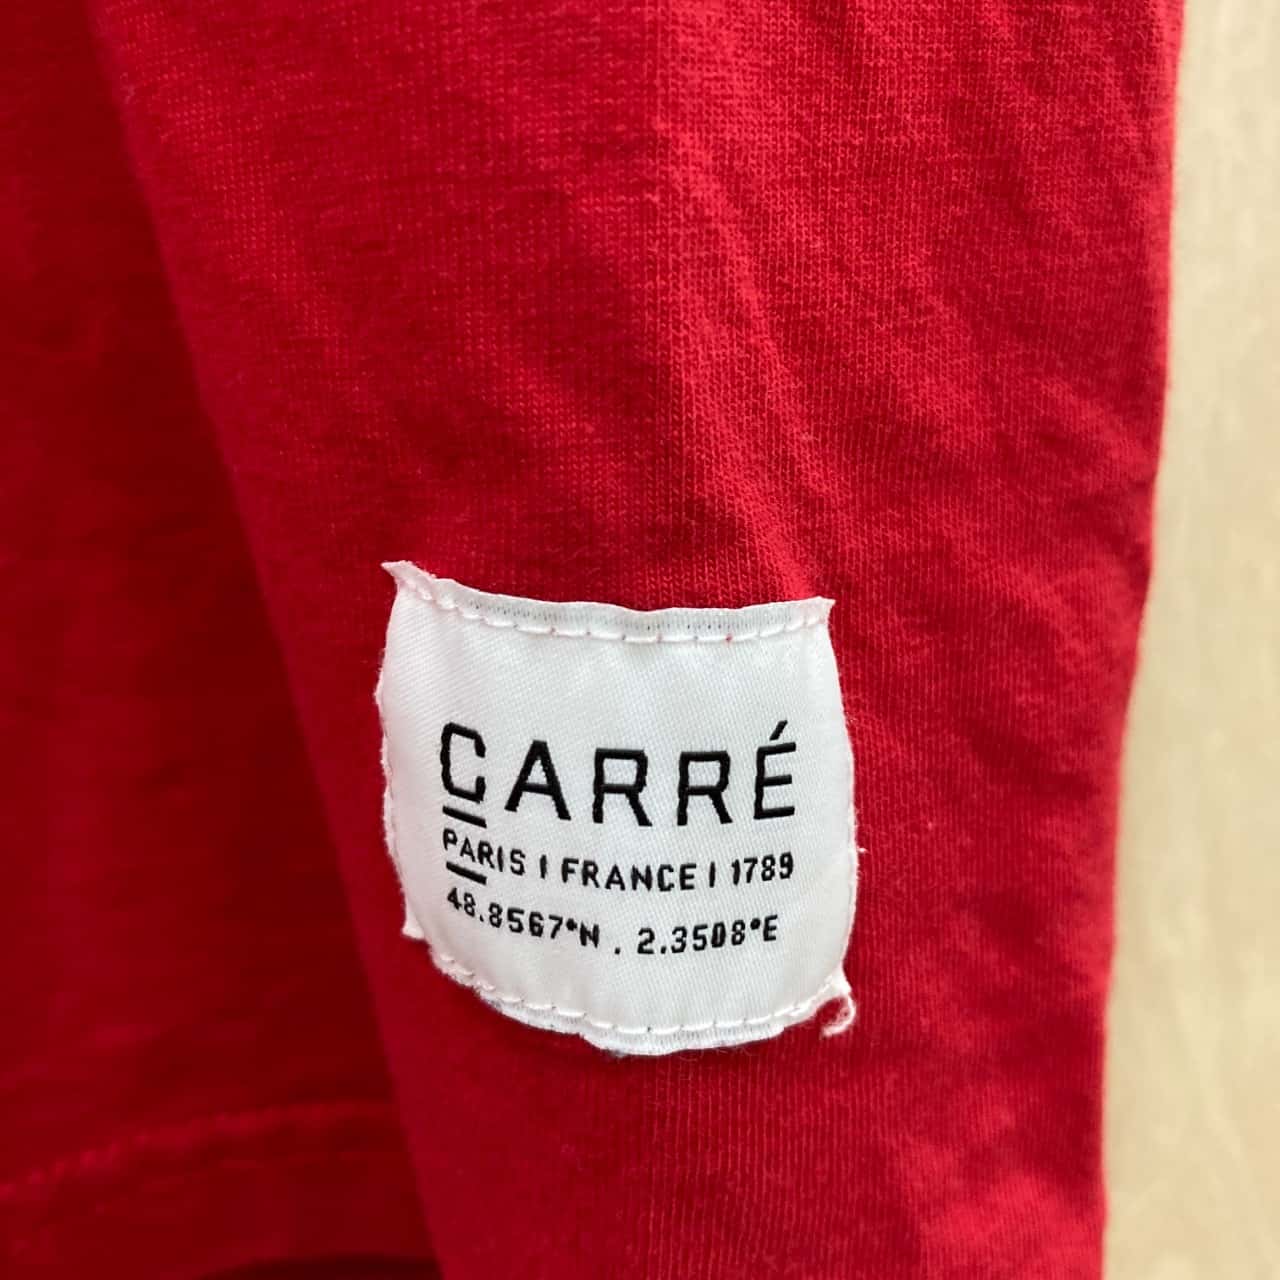 CARRÉ
PARIS | FRANCE | 1789
48.8567°N . 2.3508°E